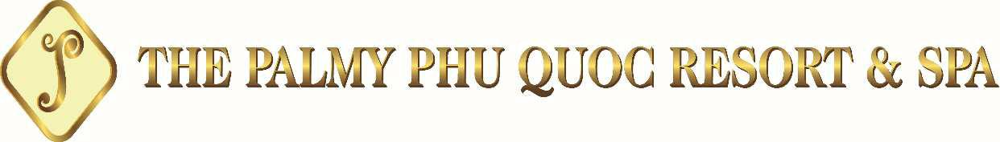 THE PALMY PHU QUOC RESORT & SPA